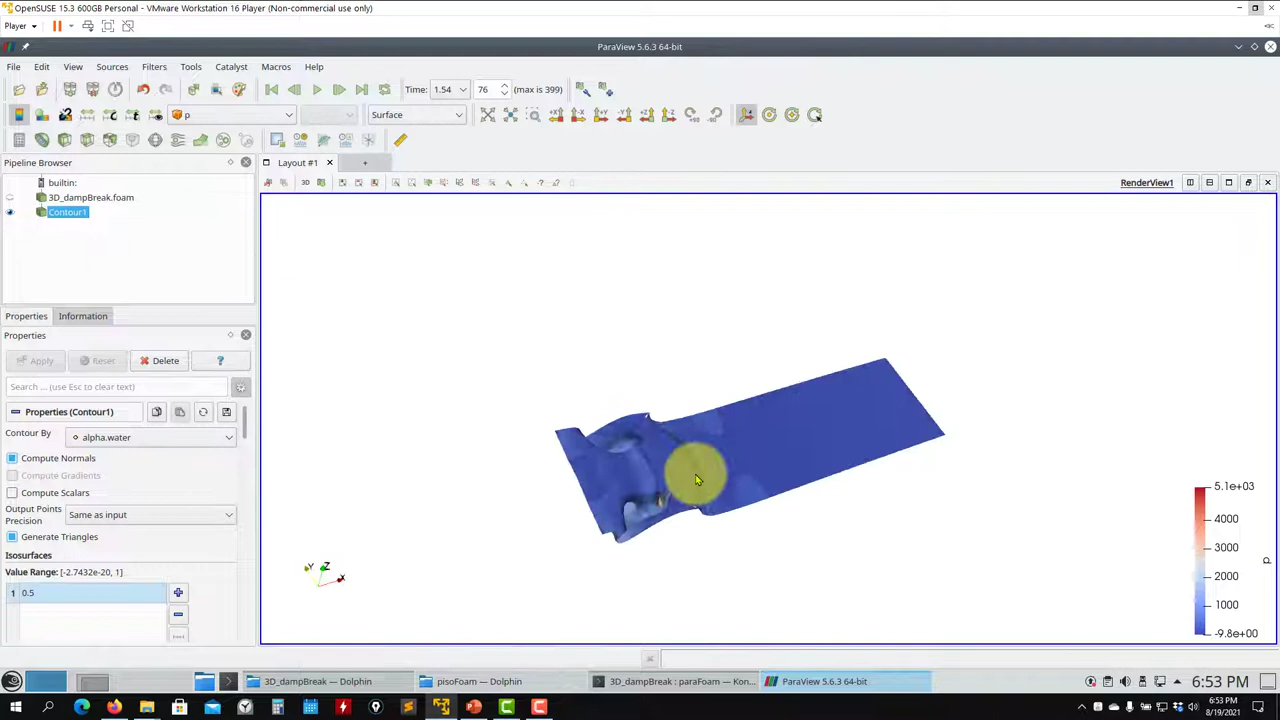 OpenSUSE 15.3 600GB Personal - VMware Workstation 16 Player (Non-commercial use only)
Player
ParaView 5.6.3 64-bit
File Edit View Sources Filters Tools Catalyst Macros Help
Time: 1.54 76 (max is 399)
p Surface
+X -X +Y -Y +Z -Z +90 -90
Pipeline Browser
Layout #1 +
builtin:
3D RenderView1
3D_dampBreak.foam
Contour1
Properties Information
Properties
Apply Reset Delete ?
Search ... (use Esc to clear text)
Properties (Contour1)
Contour By alpha.water
Compute Normals
Compute Gradients
Compute Scalars
Output Points
Precision
Same as input
Generate Triangles
Isosurfaces
Value Range: [-2.7432e-20, 1]
1 0.5
Y Z X
5.1e+03
4000
3000
2000
1000
-9.8e+00
p
3D_dampBreak — Dolphin pisoFoam — Dolphin 3D_dampBreak : paraFoam — Kon... ParaView 5.6.3 64-bit 6:53 PM
6:53 PM
8/19/2021